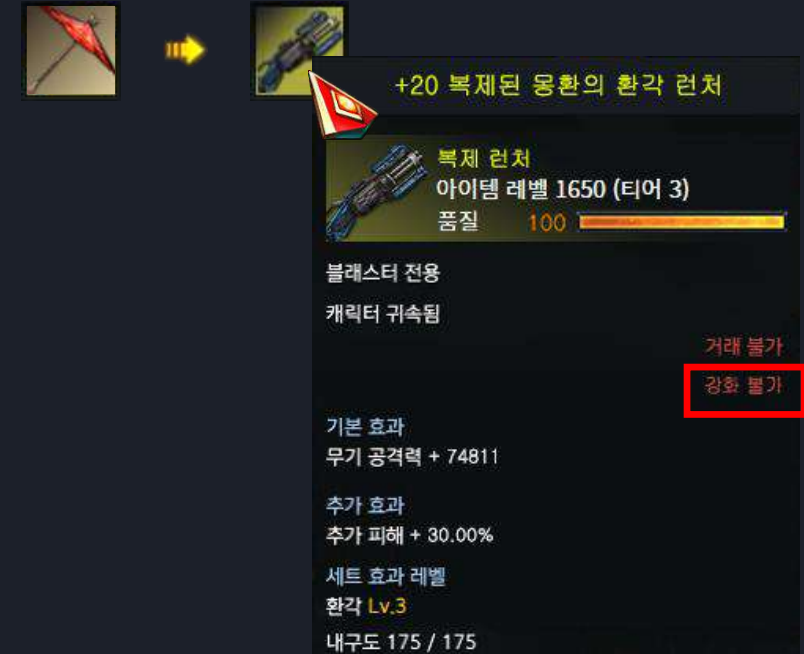 +20 복제된 몽환의 환각 런처
복제 런처
아이템 레벨 1650 (티어 3)
품질 100
블래스터 전용
캐릭터 귀속됨
거래 불가
강화 불가
기본 효과
무기 공격력 + 74811
추가 효과
추가 피해 + 30.00%
세트 효과 레벨
환각 Lv.3
내구도 175 / 175